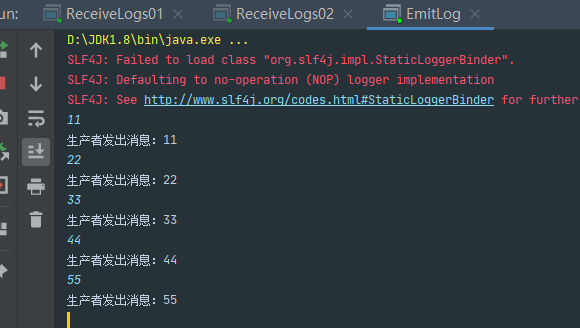 un: ReceiveLogs01 ReceiveLogs02 EmitLog
D:\JDK1.8\bin\java.exe ...
SLF4J: Failed to load class "org.slf4j.impl.StaticLoggerBinder".
SLF4J: Defaulting to no-operation (NOP) logger implementation
SLF4J: See http://www.slf4j.org/codes.html#StaticLoggerBinder for further
11
生产者发出消息：11
22
生产者发出消息：22
33
生产者发出消息：33
44
生产者发出消息：44
55
生产者发出消息：55